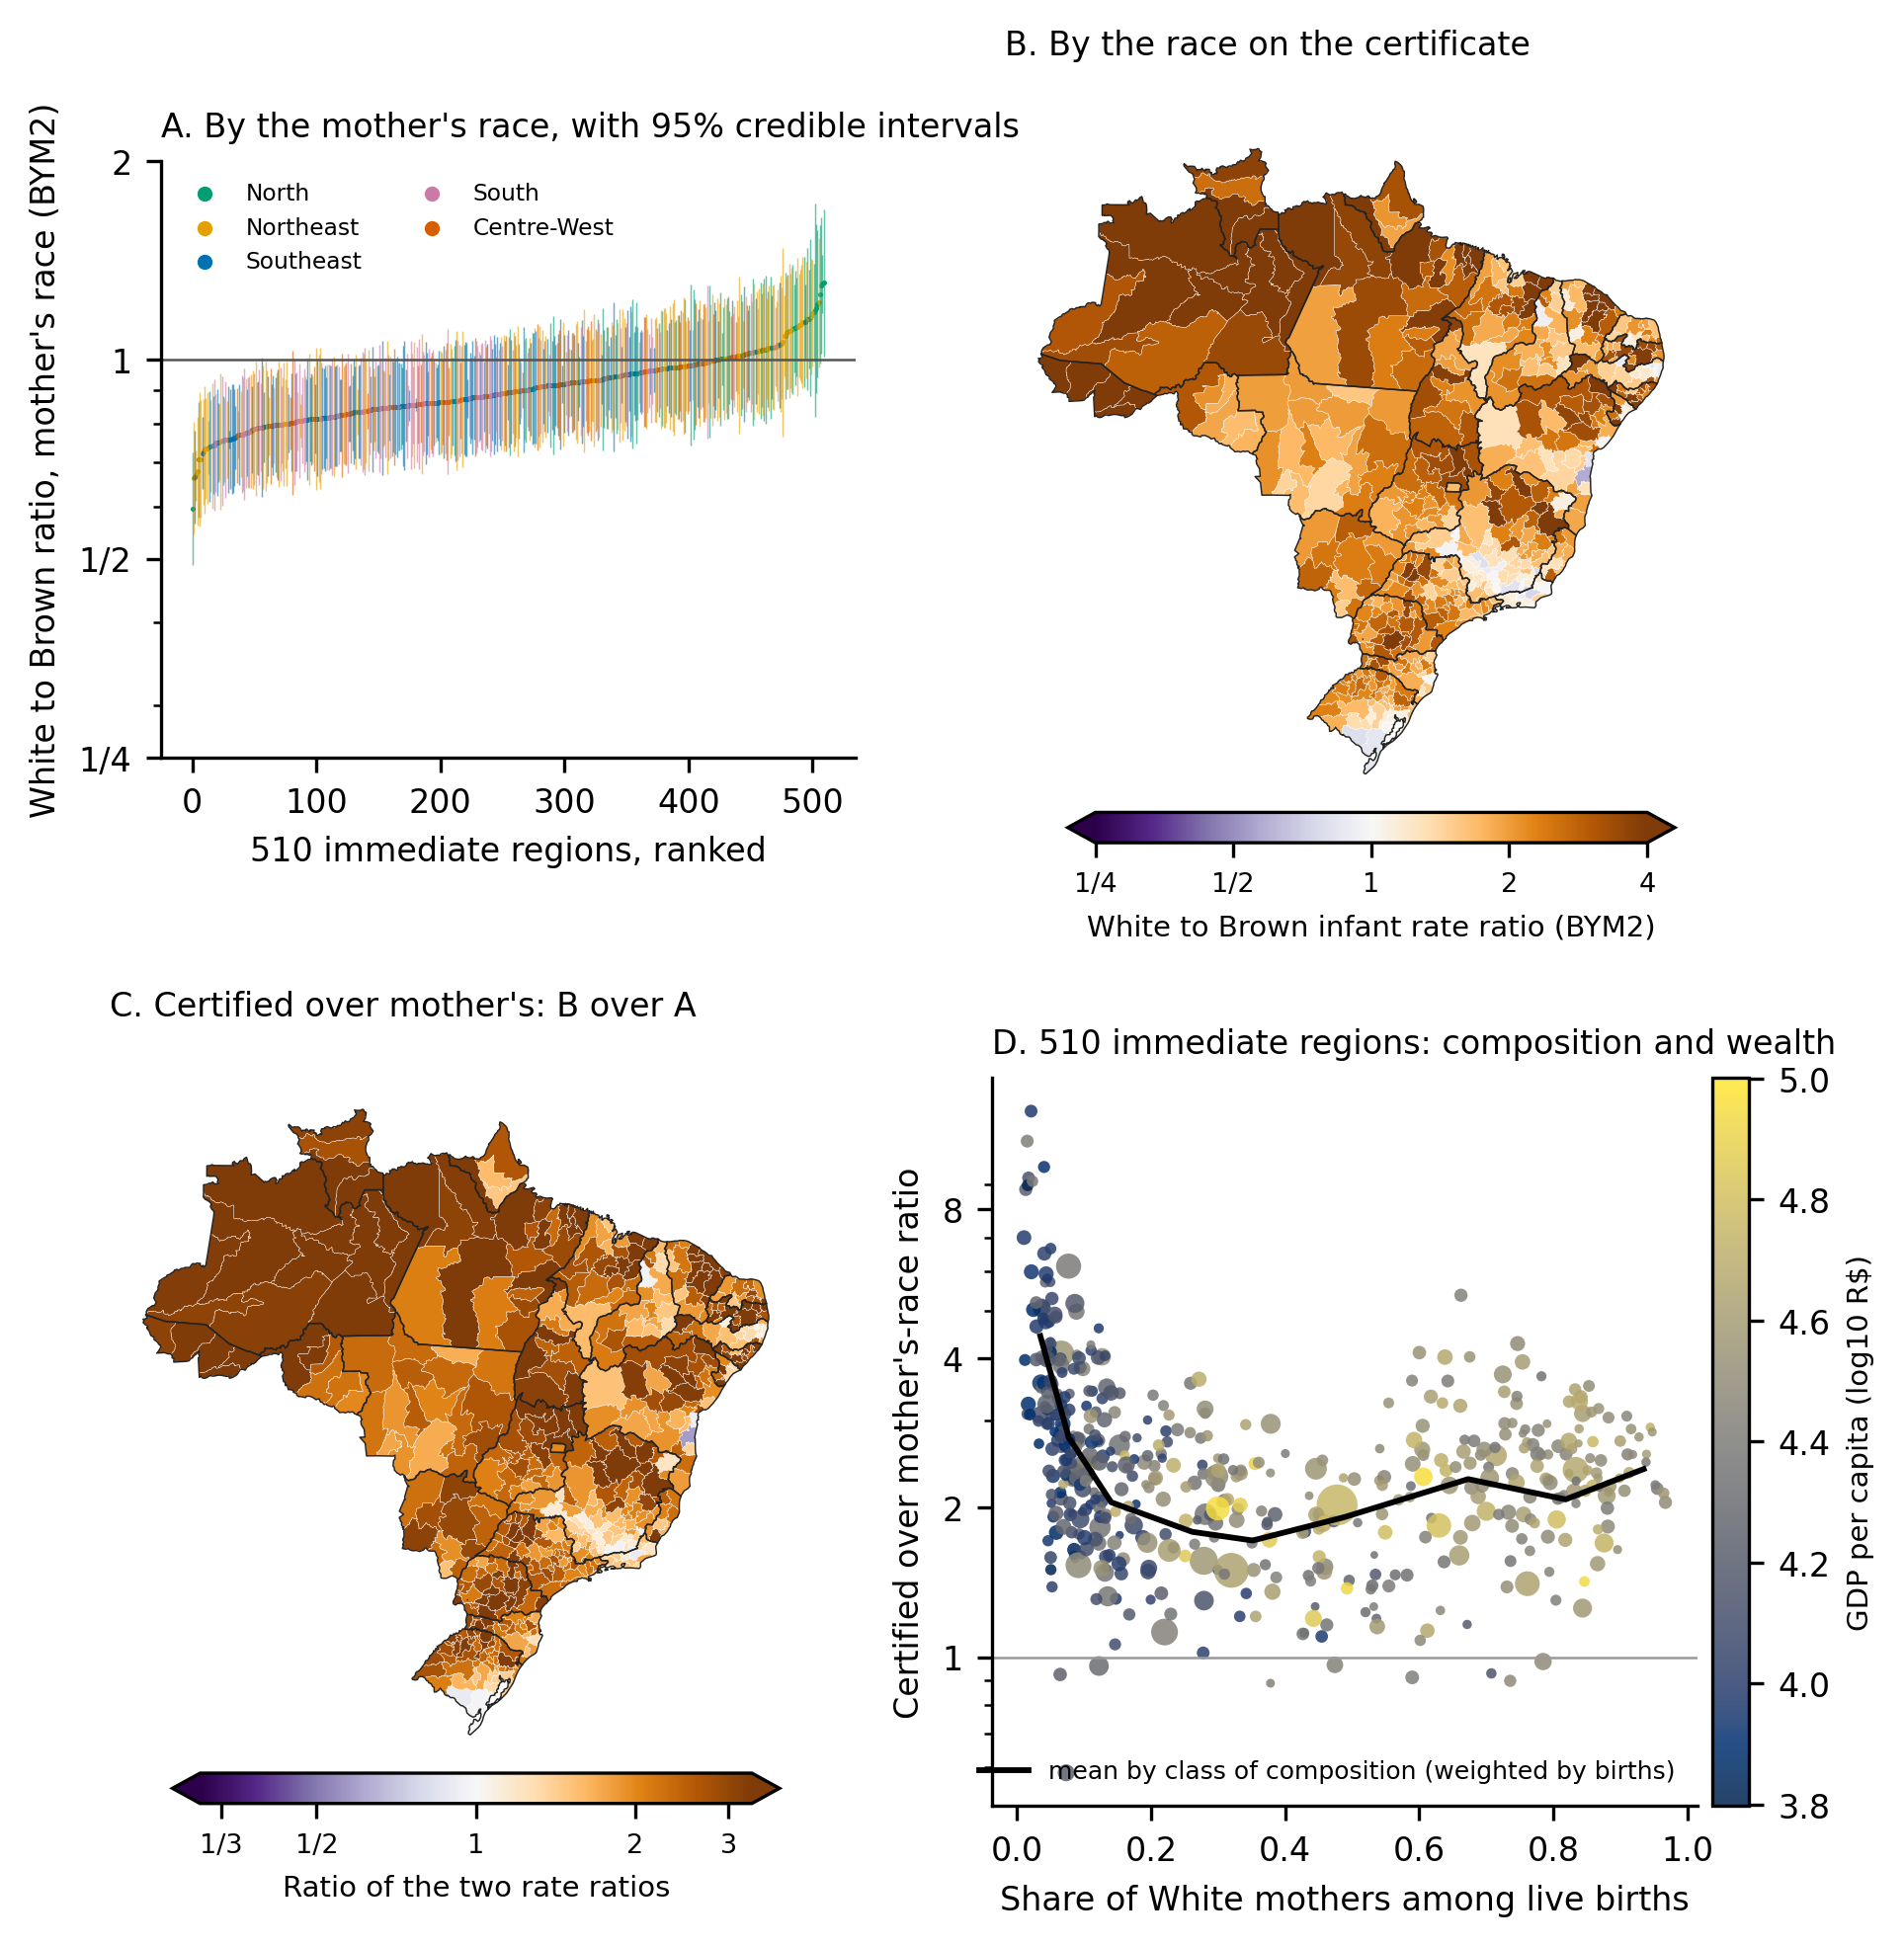 B. By the race on the certificate
A. By the mother's race, with 95% credible intervals
White to Brown ratio, mother's race (BYM2)
2
1
1/2
1/4
North
Northeast
Southeast
South
Centre-West
0 100 200 300 400 500
510 immediate regions, ranked
1/4 1/2 1 2 4
White to Brown infant rate ratio (BYM2)
C. Certified over mother's: B over A
1/3 1/2 1 2 3
Ratio of the two rate ratios
D. 510 immediate regions: composition and wealth
Certified over mother's-race ratio
8
4
2
1
mean by class of composition (weighted by births)
0.0 0.2 0.4 0.6 0.8 1.0
Share of White mothers among live births
5.0
4.8
4.6
4.4
4.2
4.0
3.8
GDP per capita (log10 R$)